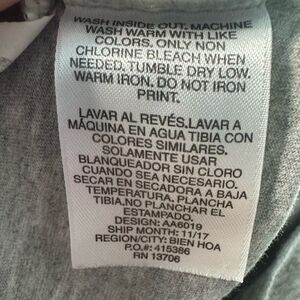 WASH INSIDE OUT. MACHINE
WASH WARM WITH LIKE
COLORS. ONLY NON
CHLORINE BLEACH WHEN
NEEDED. TUMBLE DRY LOW.
WARM IRON. DO NOT IRON
PRINT.
LAVAR AL REVÉS.LAVAR A
MÁQUINA EN AGUA TIBIA CON
COLORES SIMILARES.
SOLAMENTE USAR
BLANQUEADOR SIN CLORO
CUANDO SEA NECESARIO.
SECAR EN SECADORA A BAJA
TEMPERATURA. PLANCHA
TIBIA.NO PLANCHAR EL
ESTAMPADO.
DESIGN: AA6019
SHIP MONTH: 11/17
REGION/CITY: BIEN HOA
P.O.#: 415386
RN 13706